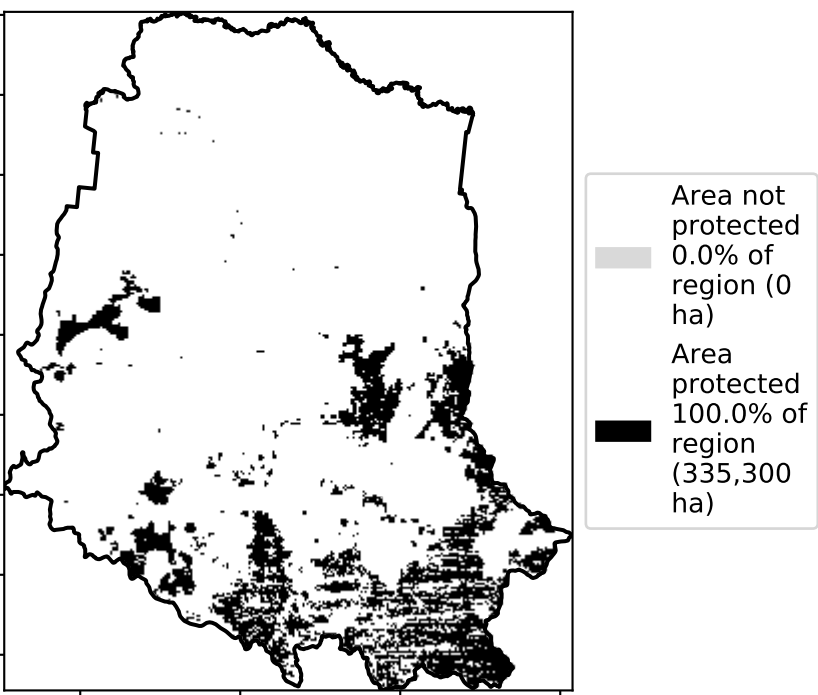 Area not
protected
0.0% of
region (0
ha)
Area
protected
100.0% of
region
(335,300
ha)